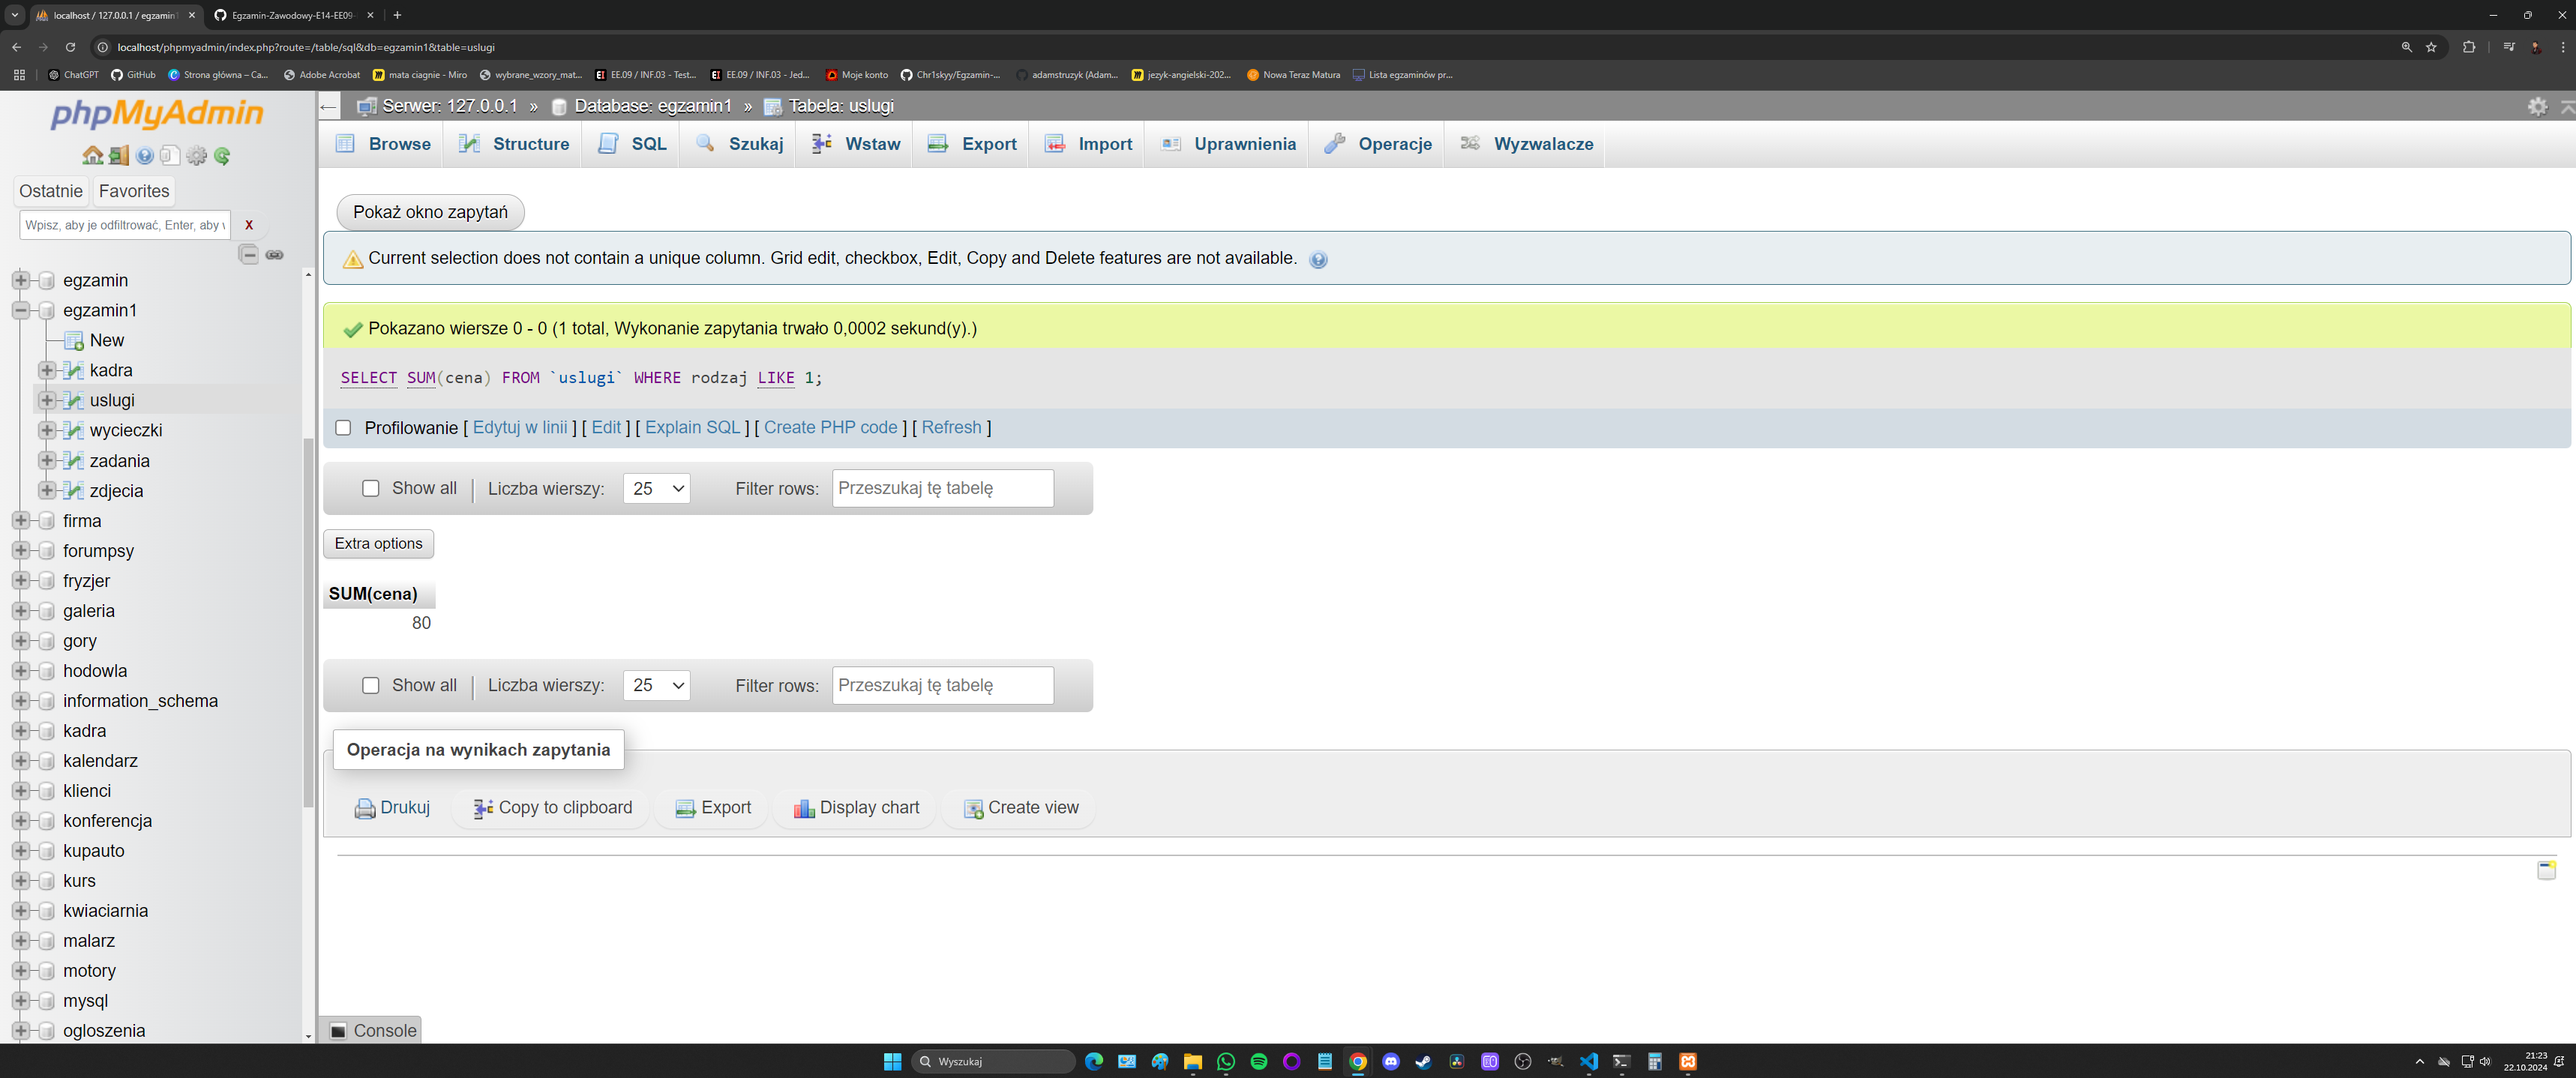 localhost / 127.0.0.1 / egzamin1
Egzamin-Zawodowy-E14-EE09-
localhost/phpmyadmin/index.php?route=/table/sql&db=egzamin1&table=uslugi
ChatGPT
GitHub
Strona główna – Ca...
Adobe Acrobat
mata ciagnie - Miro
wybrane_wzory_mat...
EE.09 / INF.03 - Test...
EE.09 / INF.03 - Jed...
Moje konto
Chr1skyy/Egzamin-...
adamstruzyk (Adam...
jezyk-angielski-202...
Nowa Teraz Matura
Lista egzaminów pr...
phpMyAdmin
Ostatnie
Favorites
Wpisz, aby je odfiltrować, Enter, aby v
X
egzamin
egzamin1
New
kadra
uslugi
wycieczki
zadania
zdjecia
firma
forumpsy
fryzjer
galeria
gory
hodowla
information_schema
kadra
kalendarz
klienci
konferencja
kupauto
kurs
kwiaciarnia
malarz
motory
mysql
ogloszenia
Serwer: 127.0.0.1 » Database: egzamin1 » Tabela: uslugi
Browse
Structure
SQL
Szukaj
Wstaw
Export
Import
Uprawnienia
Operacje
Wyzwalacze
Pokaż okno zapytań
Current selection does not contain a unique column. Grid edit, checkbox, Edit, Copy and Delete features are not available.
Pokazano wiersze 0 - 0 (1 total, Wykonanie zapytania trwało 0,0002 sekund(y).)
SELECT SUM(cena) FROM `uslugi` WHERE rodzaj LIKE 1;
Profilowanie [ Edytuj w linii ] [ Edit ] [ Explain SQL ] [ Create PHP code ] [ Refresh ]
Show all
Liczba wierszy:
25
Filter rows:
Przeszukaj tę tabelę
Extra options
SUM(cena)
80
Show all
Liczba wierszy:
25
Filter rows:
Przeszukaj tę tabelę
Operacja na wynikach zapytania
Drukuj
Copy to clipboard
Export
Display chart
Create view
Console
Wyszukaj
21:23
22.10.2024